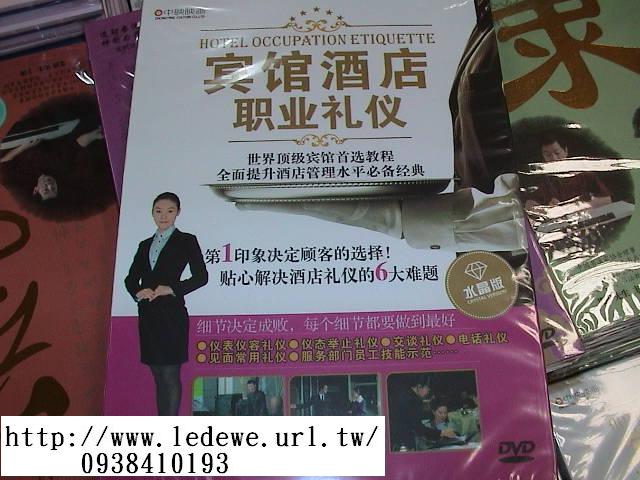 中映映画
HOTEL OCCUPATION ETIQUETTE
宾馆酒店
职业礼仪
世界顶级宾馆首选教程
全面提升酒店管理水平必备经典
第1印象决定顾客的选择!
贴心解决酒店礼仪的6大难题
水晶版
CRYSTAL VERSION
细节决定成败，每个细节都要做到最好
●仪表仪容礼仪●仪态举止礼仪●交谈礼仪●电话礼仪
●见面常用礼仪●服务部门员工技能示范……
DVD
http://www.ledewe.url.tw/
0938410193